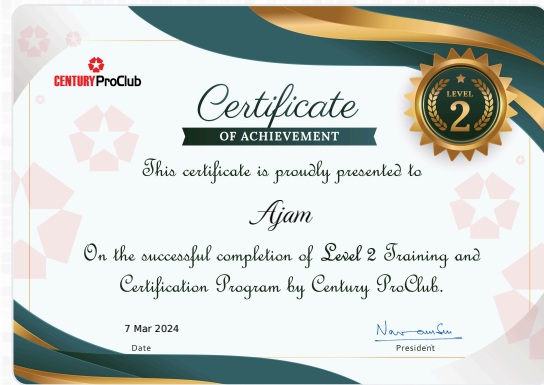 CENTURY ProClub
LEVEL
2
Certificate
OF ACHIEVEMENT
This certificate is proudly presented to
Ajam
On the successful completion of Level 2 Training and
Certification Program by Century ProClub.
7 Mar 2024
Date
President